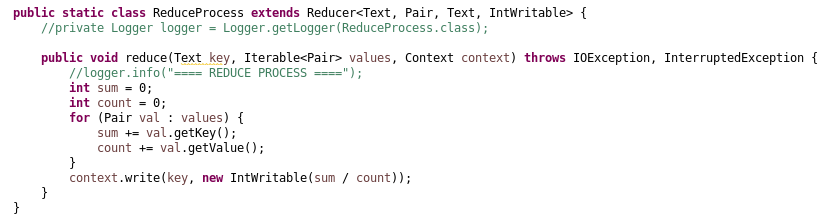 public static class ReduceProcess extends Reducer<Text, Pair, Text, IntWritable> {
//private Logger logger = Logger.getLogger(ReduceProcess.class);
public void reduce(Text key, Iterable<Pair> values, Context context) throws IOException, InterruptedException {
//logger.info("==== REDUCE PROCESS ====");
int sum = 0;
int count = 0;
for (Pair val : values) {
sum += val.getKey();
count += val.getValue();
}
context.write(key, new IntWritable(sum / count));
}
}